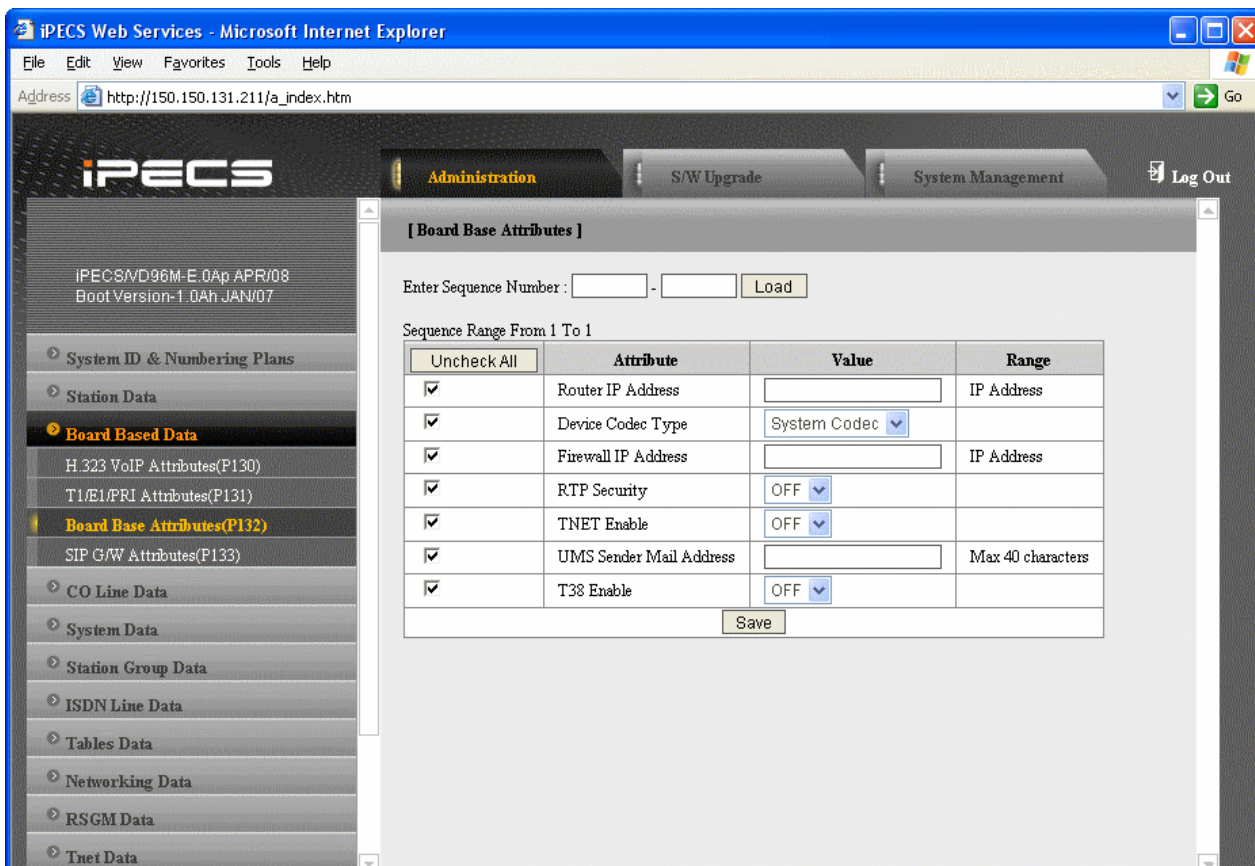 iPECS Web Services - Microsoft Internet Explorer
File Edit View Favorites Tools Help
Address http://150.150.131.211/a_index.htm Go
iPECS
Administration S/W Upgrade System Management Log Out
[ Board Base Attributes ]
iPECS/VD96M-E.0Ap APR/08
Boot Version-1.0Ah JAN/07
Enter Sequence Number : - Load
Sequence Range From 1 To 1
Uncheck All Attribute Value Range
Router IP Address IP Address
Device Codec Type System Codec
Firewall IP Address IP Address
RTP Security OFF
TNET Enable OFF
UMS Sender Mail Address Max 40 characters
T38 Enable OFF
Save
System ID & Numbering Plans
Station Data
Board Based Data
H.323 VoIP Attributes(P130)
T1/E1/PRI Attributes(P131)
Board Base Attributes(P132)
SIP G/W Attributes(P133)
CO Line Data
System Data
Station Group Data
ISDN Line Data
Tables Data
Networking Data
RSGM Data
Tnet Data